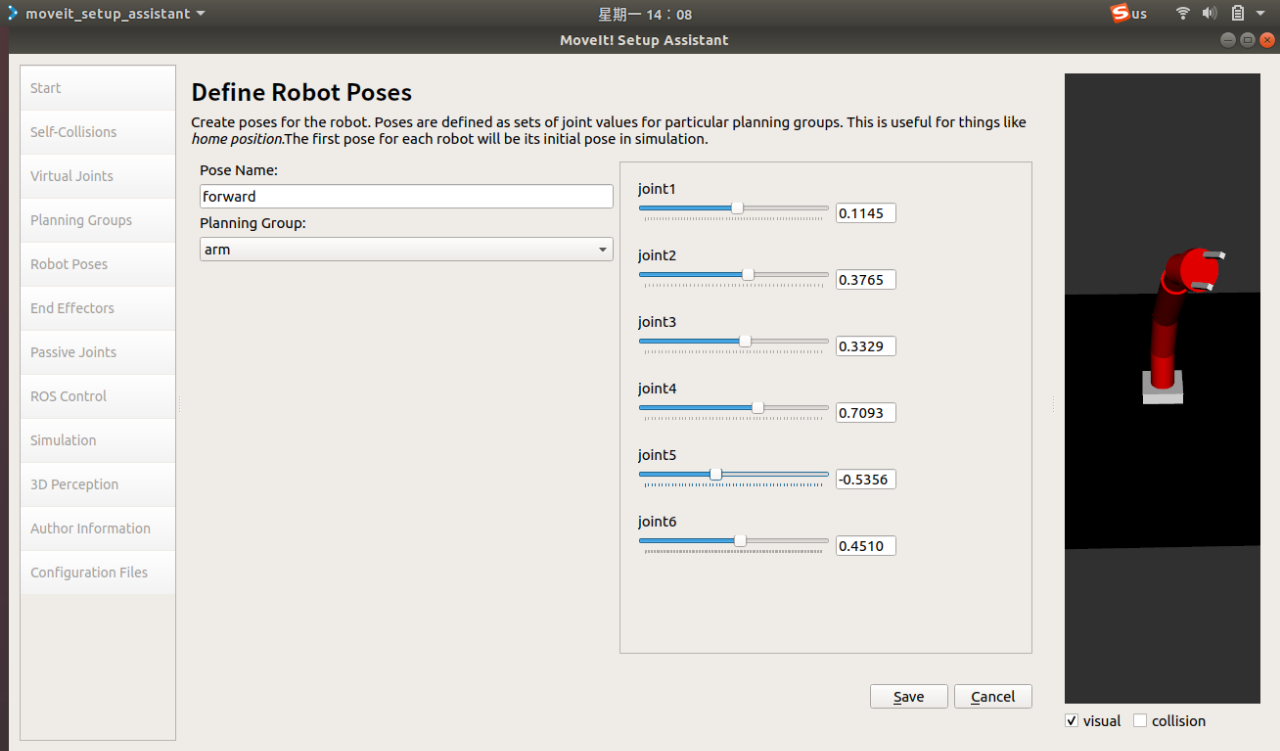 moveit_setup_assistant
星期一 14：08
S us
MoveIt! Setup Assistant
Start
Self-Collisions
Virtual Joints
Planning Groups
Robot Poses
End Effectors
Passive Joints
ROS Control
Simulation
3D Perception
Author Information
Configuration Files
Define Robot Poses
Create poses for the robot. Poses are defined as sets of joint values for particular planning groups. This is useful for things like
home position.The first pose for each robot will be its initial pose in simulation.
Pose Name:
forward
Planning Group:
arm
joint1
0.1145
joint2
0.3765
joint3
0.3329
joint4
0.7093
joint5
-0.5356
joint6
0.4510
Save
Cancel
visual
collision